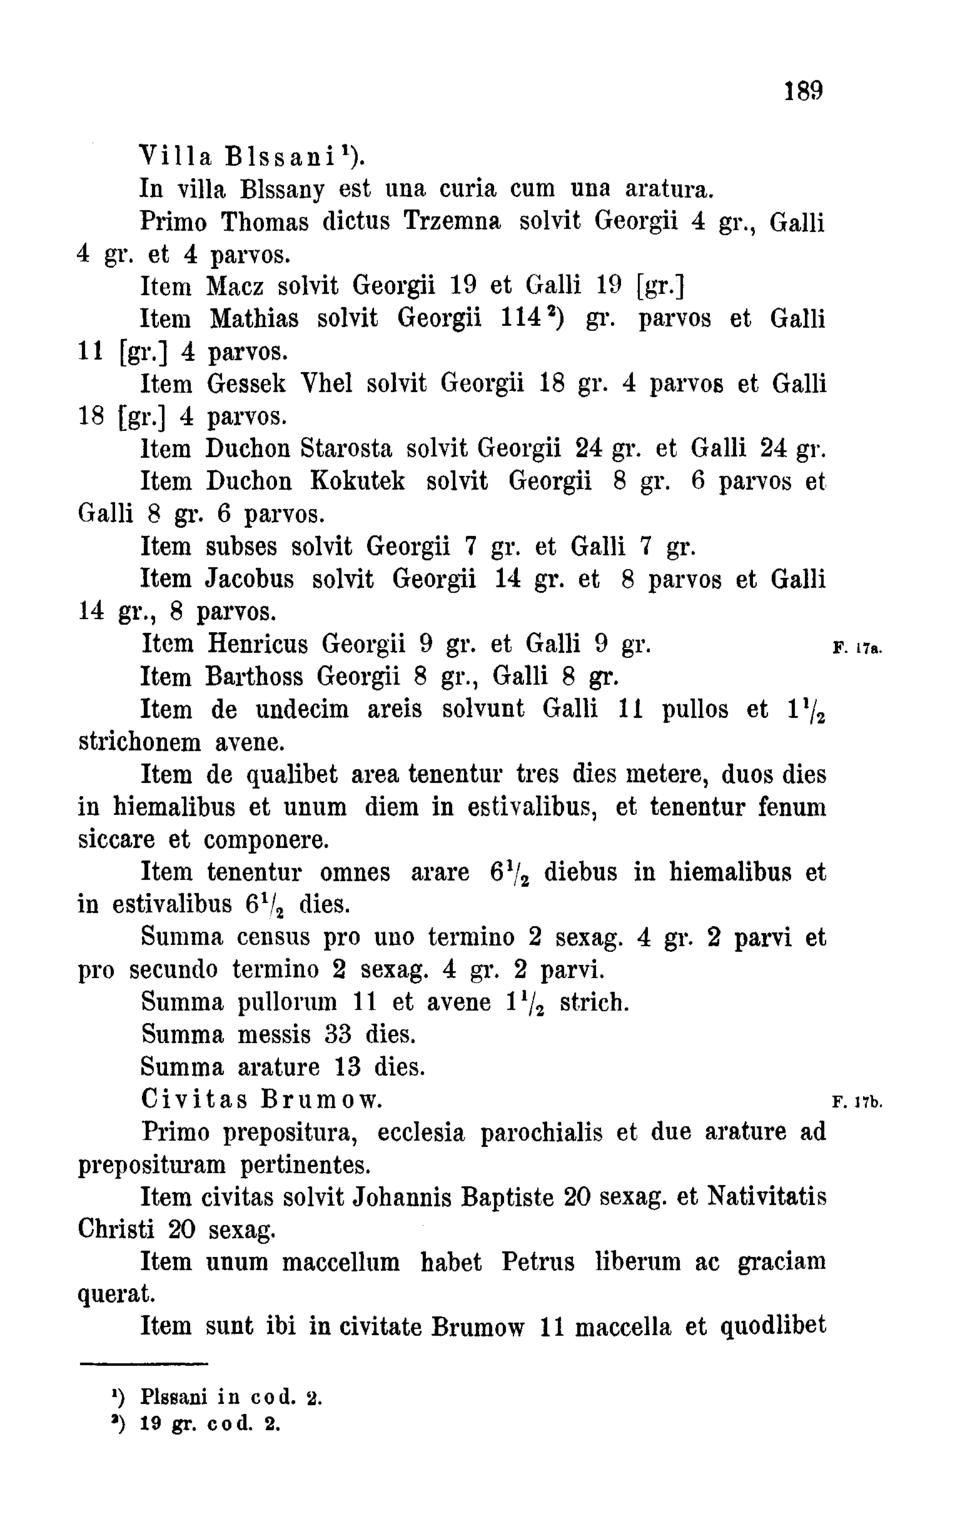 189
Villa Blssani¹).
In villa Blssany est una curia cum una aratura.
Primo Thomas dictus Trzemna solvit Georgii 4 gr., Galli
4 gr. et 4 parvos.
Item Macz solvit Georgii 19 et Galli 19 [gr.]
Item Mathias solvit Georgii 114²) gr. parvos et Galli
11 [gr.] 4 parvos.
Item Gessek Vhel solvit Georgii 18 gr. 4 parvos et Galli
18 [gr.] 4 parvos.
Item Duchon Starosta solvit Georgii 24 gr. et Galli 24 gr.
Item Duchon Kokutek solvit Georgii 8 gr. 6 parvos et
Galli 8 gr. 6 parvos.
Item subses solvit Georgii 7 gr. et Galli 7 gr.
Item Jacobus solvit Georgii 14 gr. et 8 parvos et Galli
14 gr., 8 parvos.
Item Henricus Georgii 9 gr. et Galli 9 gr. F. 17a.
Item Barthoss Georgii 8 gr., Galli 8 gr.
Item de undecim areis solvunt Galli 11 pullos et 1¹/₂
strichonem avene.
Item de qualibet area tenentur tres dies metere, duos dies
in hiemalibus et unum diem in estivalibus, et tenentur fenum
siccare et componere.
Item tenentur omnes arare 6¹/₂ diebus in hiemalibus et
in estivalibus 6¹/₂ dies.
Summa census pro uno termino 2 sexag. 4 gr. 2 parvi et
pro secundo termino 2 sexag. 4 gr. 2 parvi.
Summa pullorum 11 et avene 1¹/₂ strich.
Summa messis 33 dies.
Summa arature 13 dies.
Civitas Brumow. F. 17b.
Primo prepositura, ecclesia parochialis et due arature ad
preposituram pertinentes.
Item civitas solvit Johannis Baptiste 20 sexag. et Nativitatis
Christi 20 sexag.
Item unum maccellum habet Petrus liberum ac graciam
querat.
Item sunt ibi in civitate Brumow 11 maccella et quodlibet
¹) Plssani in cod. 2.
²) 19 gr. cod. 2.